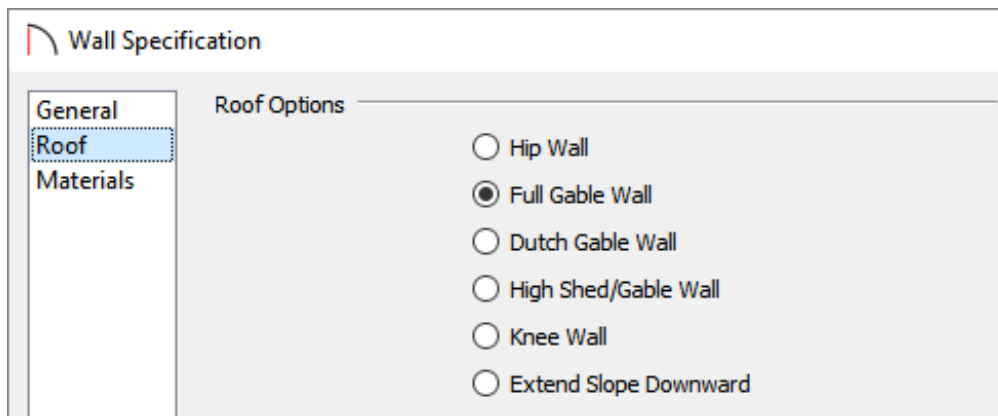 Wall Specification
General
Roof
Materials
Roof Options
Hip Wall
Full Gable Wall
Dutch Gable Wall
High Shed/Gable Wall
Knee Wall
Extend Slope Downward